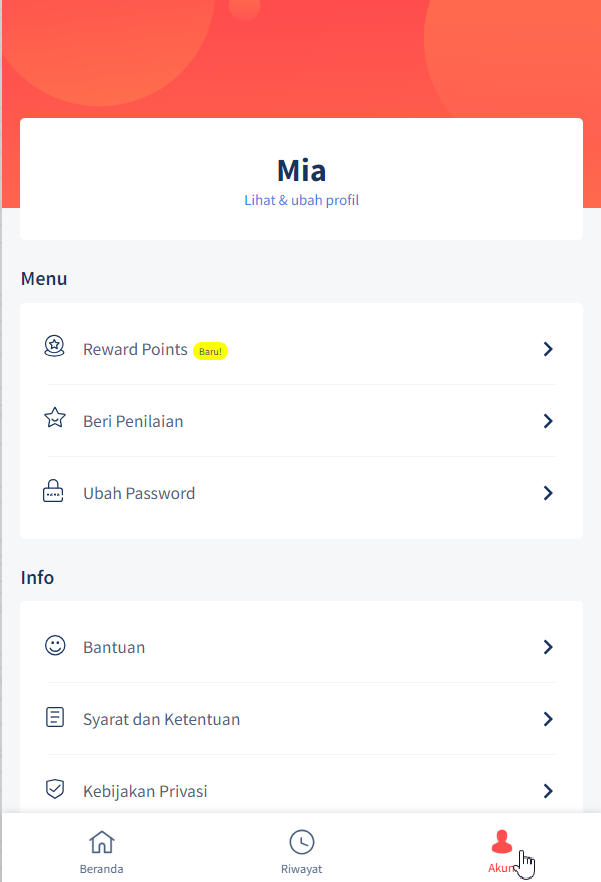 Mia
Lihat & ubah profil
Menu
Reward Points Baru!
Beri Penilaian
Ubah Password
Info
Bantuan
Syarat dan Ketentuan
Kebijakan Privasi
Beranda
Riwayat
Akun